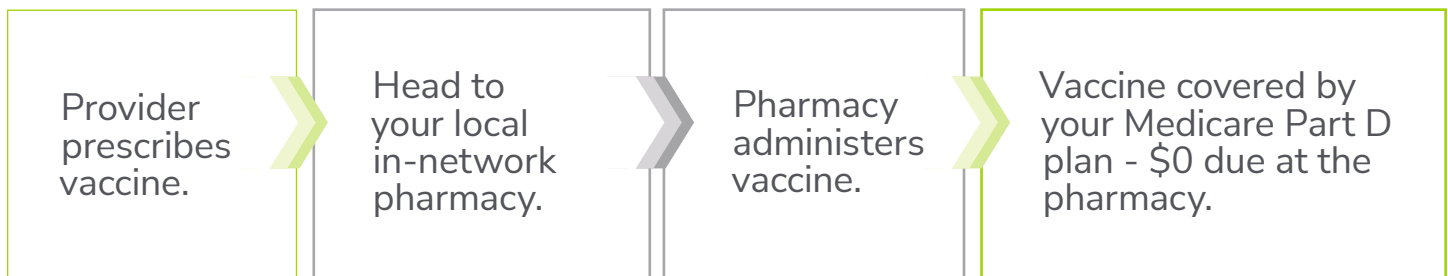 Provider
prescribes
vaccine.
Head to
your local
in-network
pharmacy.
Pharmacy
administers
vaccine.
Vaccine covered by
your Medicare Part D
plan - $0 due at the
pharmacy.